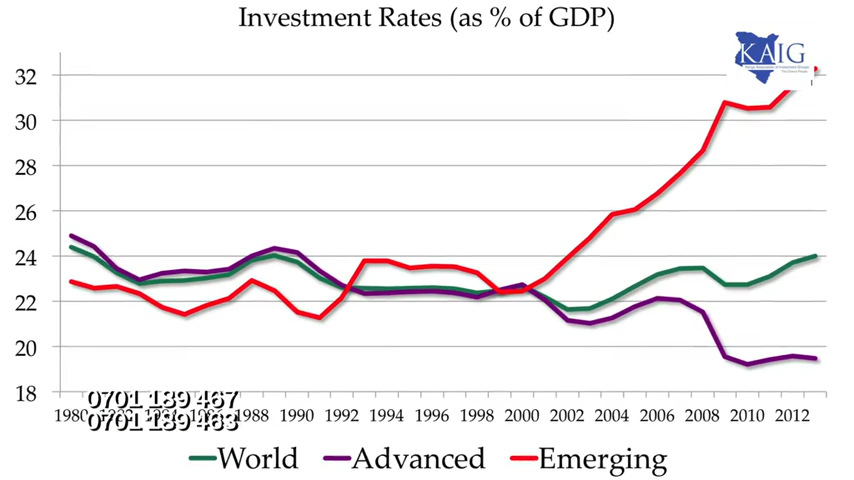 Investment Rates (as % of GDP)
KAIG
32
30
28
26
24
22
20
18
0701 189 467
1980 1988 1990 1992 1994 1996 1998 2000 2002 2004 2006 2008 2010 2012
0701 189 463
World Advanced Emerging